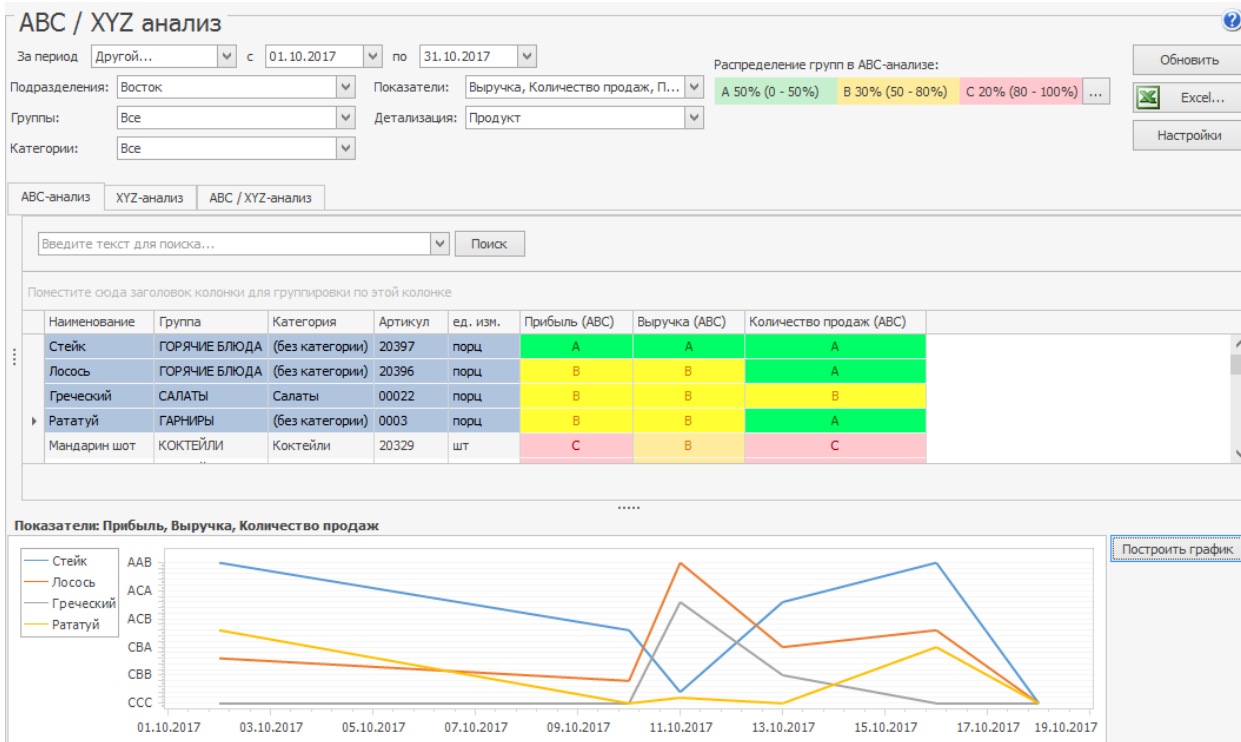 ABC / XYZ анализ
За период Другой... с 01.10.2017 по 31.10.2017
Распределение групп в ABC-анализе:
Обновить
Подразделения: Восток Показатели: Выручка, Количество продаж, П...
A 50% (0 - 50%) B 30% (50 - 80%) C 20% (80 - 100%) ...
Excel...
Группы: Все Детализация: Продукт
Настройки
Категории: Все
ABC-анализ XYZ-анализ ABC / XYZ-анализ
Введите текст для поиска... Поиск
Поместите сюда заголовок колонки для группировки по этой колонке
Наименование Группа Категория Артикул ед. изм. Прибыль (ABC) Выручка (ABC) Количество продаж (ABC)
Стейк ГОРЯЧИЕ БЛЮДА (без категории) 20397 порц A A A
Лосось ГОРЯЧИЕ БЛЮДА (без категории) 20396 порц B B A
Греческий САЛАТЫ Салаты 00022 порц B B B
Рататуй ГАРНИРЫ (без категории) 0003 порц B B A
Мандарин шот КОКТЕЙЛИ Коктейли 20329 шт C B C
Показатели: Прибыль, Выручка, Количество продаж
Построить график
Стейк
Лосось
Греческий
Рататуй
AAB
ACA
ACB
CBA
CBB
CCC
01.10.2017 03.10.2017 05.10.2017 07.10.2017 09.10.2017 11.10.2017 13.10.2017 15.10.2017 17.10.2017 19.10.2017